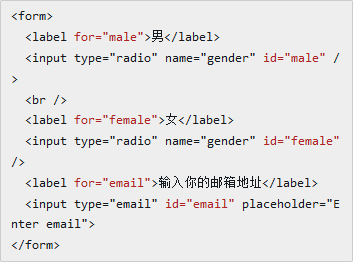 <form>
  <label for="male">男</label>
  <input type="radio" name="gender" id="male" /
>
  <br />
  <label for="female">女</label>
  <input type="radio" name="gender" id="female"
/>
  <label for="email">输入你的邮箱地址</label>
  <input type="email" id="email" placeholder="E
nter email">
</form>